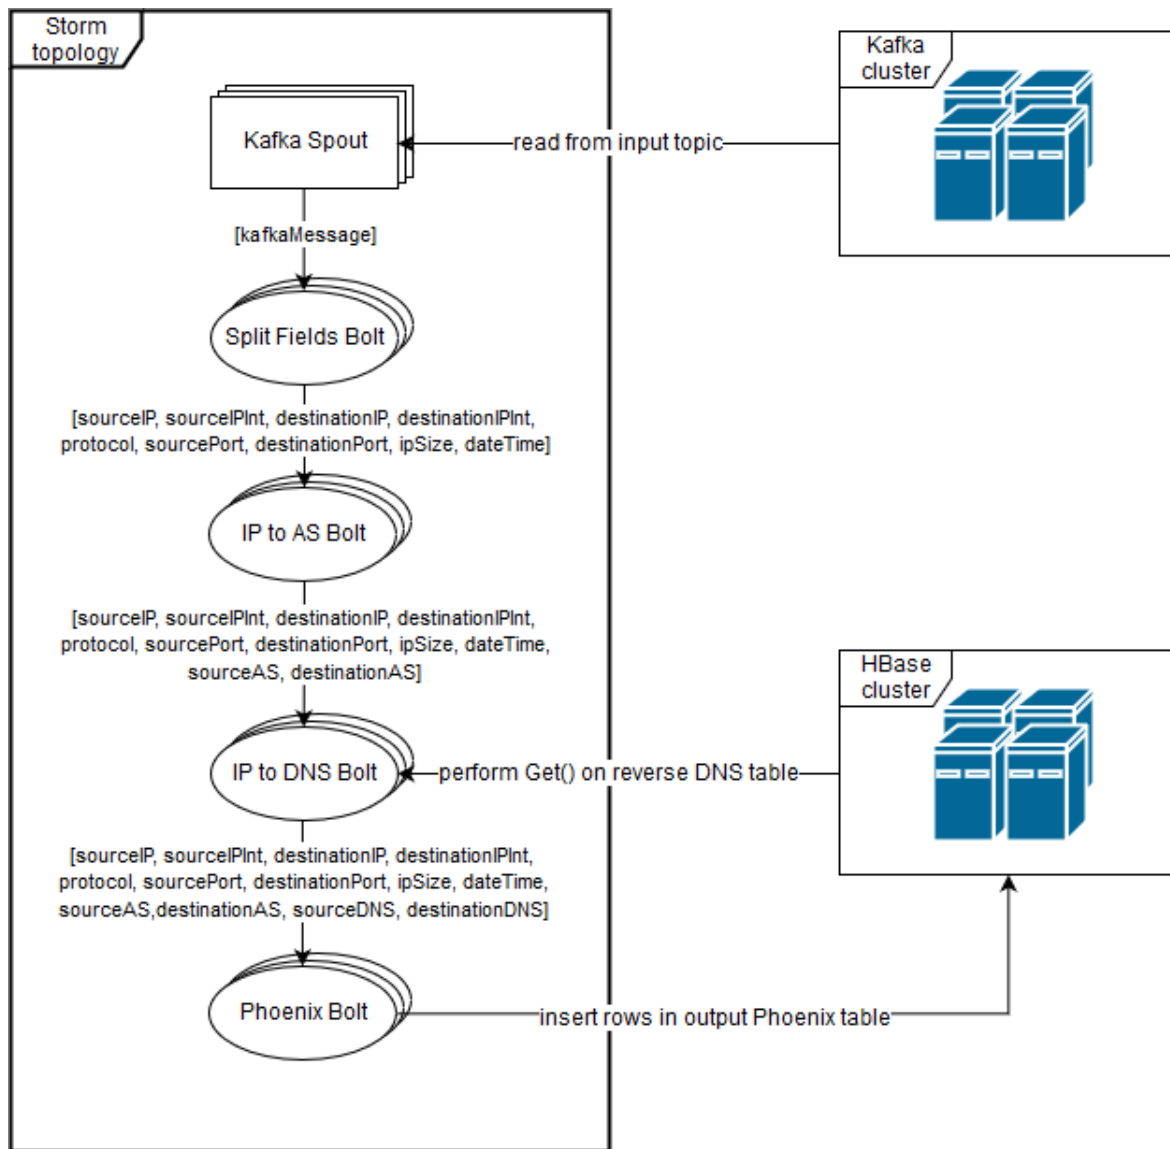 Storm
topology
Kafka
cluster
Kafka Spout
read from input topic
[kafkaMessage]
Split Fields Bolt
[sourceIP, sourceIPInt, destinationIP, destinationIPInt,
protocol, sourcePort, destinationPort, ipSize, dateTime]
IP to AS Bolt
[sourceIP, sourceIPInt, destinationIP, destinationIPInt,
protocol, sourcePort, destinationPort, ipSize, dateTime,
sourceAS, destinationAS]
HBase
cluster
IP to DNS Bolt
perform Get() on reverse DNS table
[sourceIP, sourceIPInt, destinationIP, destinationIPInt,
protocol, sourcePort, destinationPort, ipSize, dateTime,
sourceAS,destinationAS, sourceDNS, destinationDNS]
Phoenix Bolt
insert rows in output Phoenix table